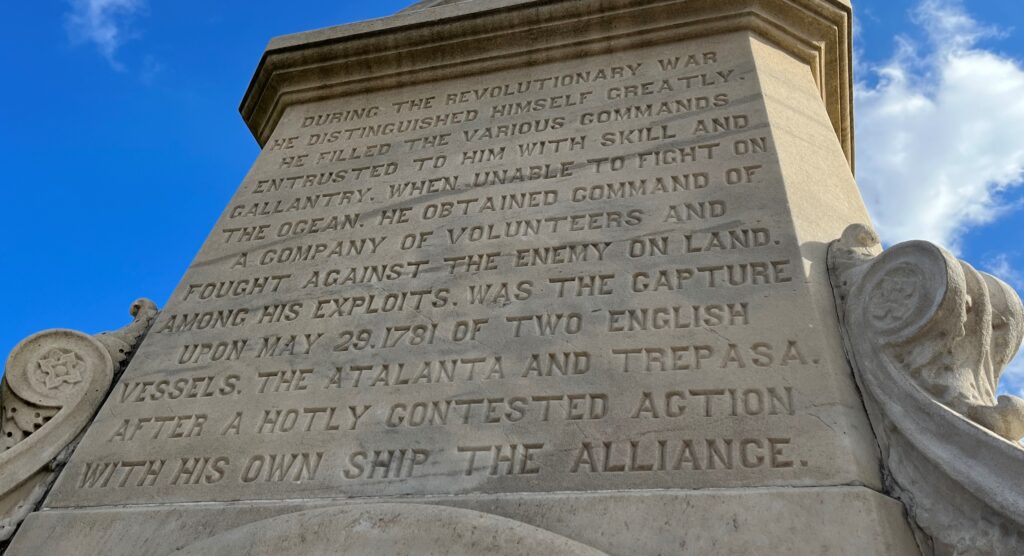 DURING THE REVOLUTIONARY WAR
HE DISTINGUISHED HIMSELF GREATLY.
HE FILLED THE VARIOUS COMMANDS
ENTRUSTED TO HIM WITH SKILL AND
GALLANTRY. WHEN UNABLE TO FIGHT ON
THE OCEAN. HE OBTAINED COMMAND OF
A COMPANY OF VOLUNTEERS AND
FOUGHT AGAINST THE ENEMY ON LAND.
AMONG HIS EXPLOITS. WAS THE CAPTURE
UPON MAY 29.1781 OF TWO ENGLISH
VESSELS. THE ATALANTA AND TREPASA.
AFTER A HOTLY CONTESTED ACTION
WITH HIS OWN SHIP THE ALLIANCE.